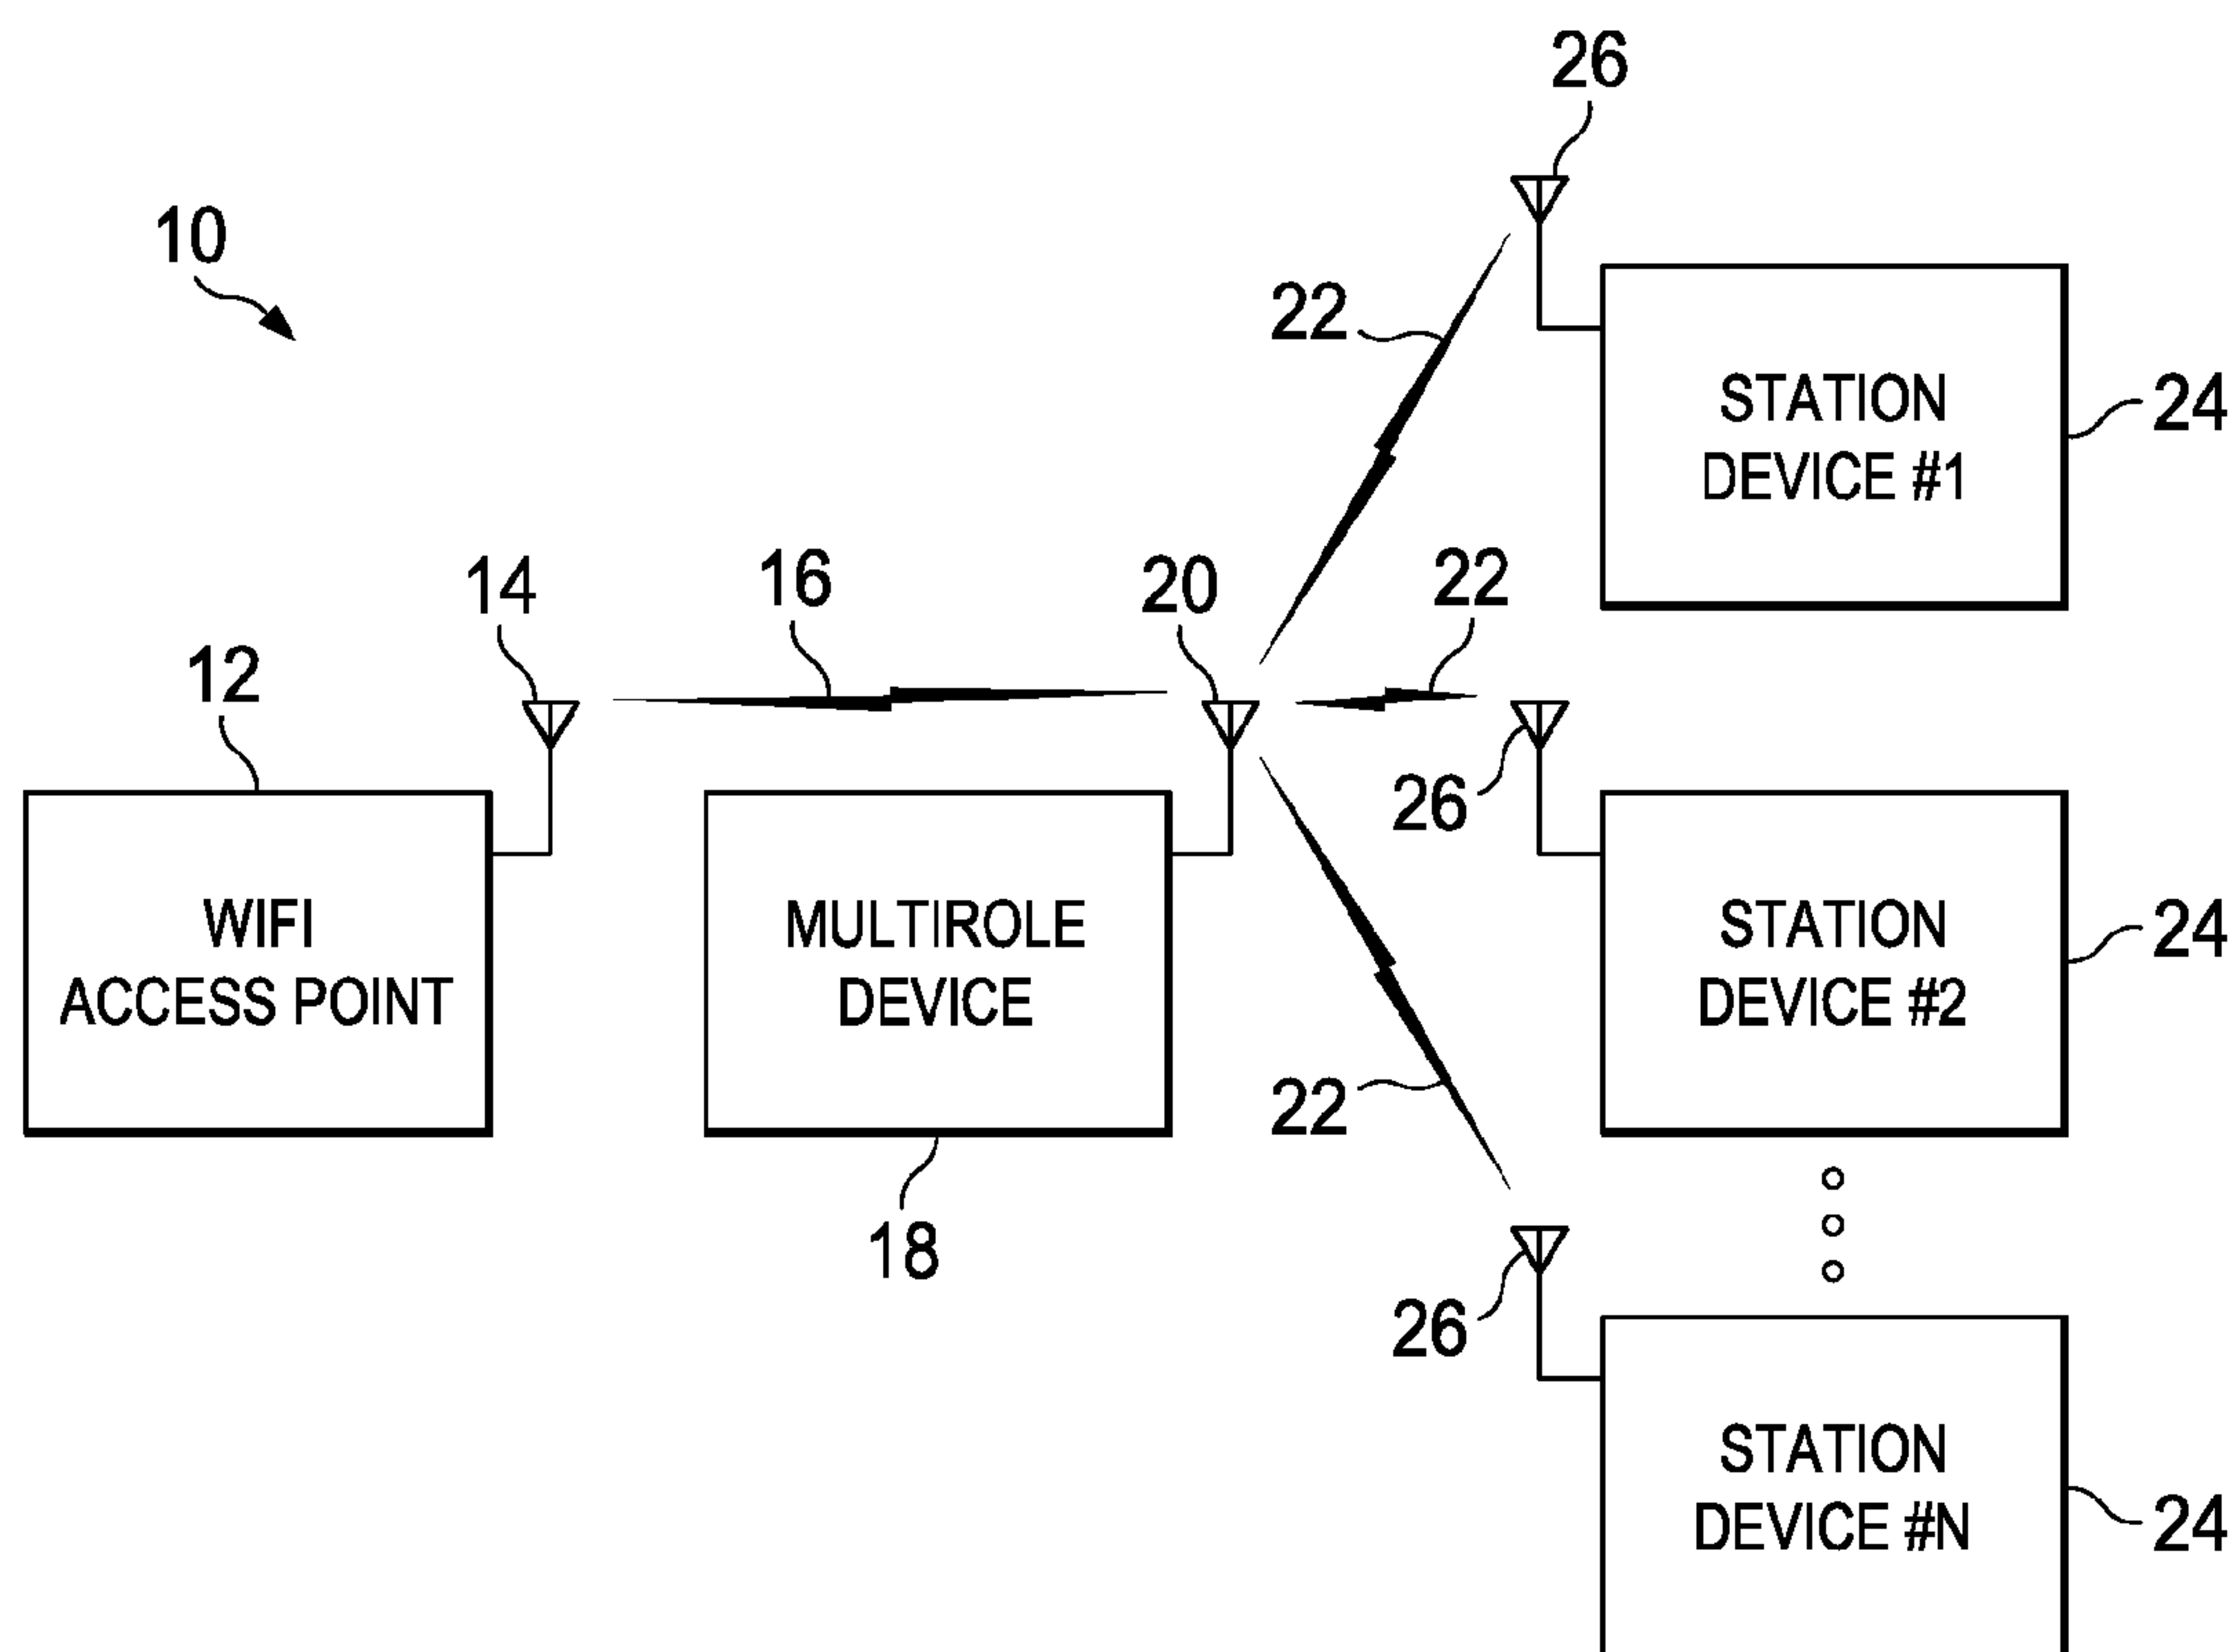 26
10
22
STATION
DEVICE #1
24
14
16
20
22
12
26
WIFI
ACCESS POINT
MULTIROLE
DEVICE
STATION
DEVICE #2
24
22
18
26
STATION
DEVICE #N
24